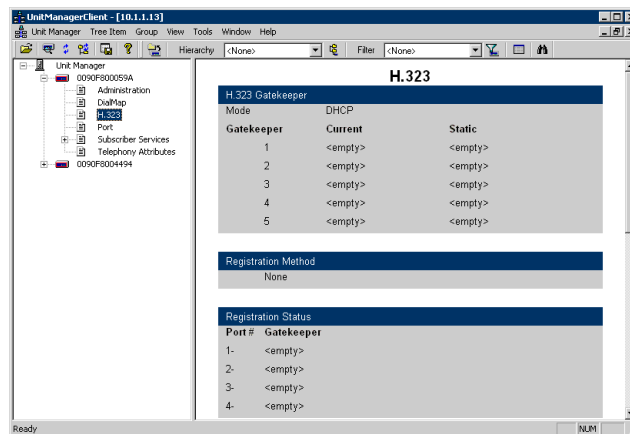 UnitManagerClient - [10.1.1.13]
Unit Manager Tree Item Group View Tools Window Help
Hierarchy <None> Filter <None>
Unit Manager
0090F800059A
Administration
DialMap
H.323
Port
Subscriber Services
Telephony Attributes
0090F8004494
H.323
H.323 Gatekeeper
Mode DHCP
Gatekeeper Current Static
1 <empty> <empty>
2 <empty> <empty>
3 <empty> <empty>
4 <empty> <empty>
5 <empty> <empty>
Registration Method
None
Registration Status
Port # Gatekeeper
1- <empty>
2- <empty>
3- <empty>
4- <empty>
Ready NUM